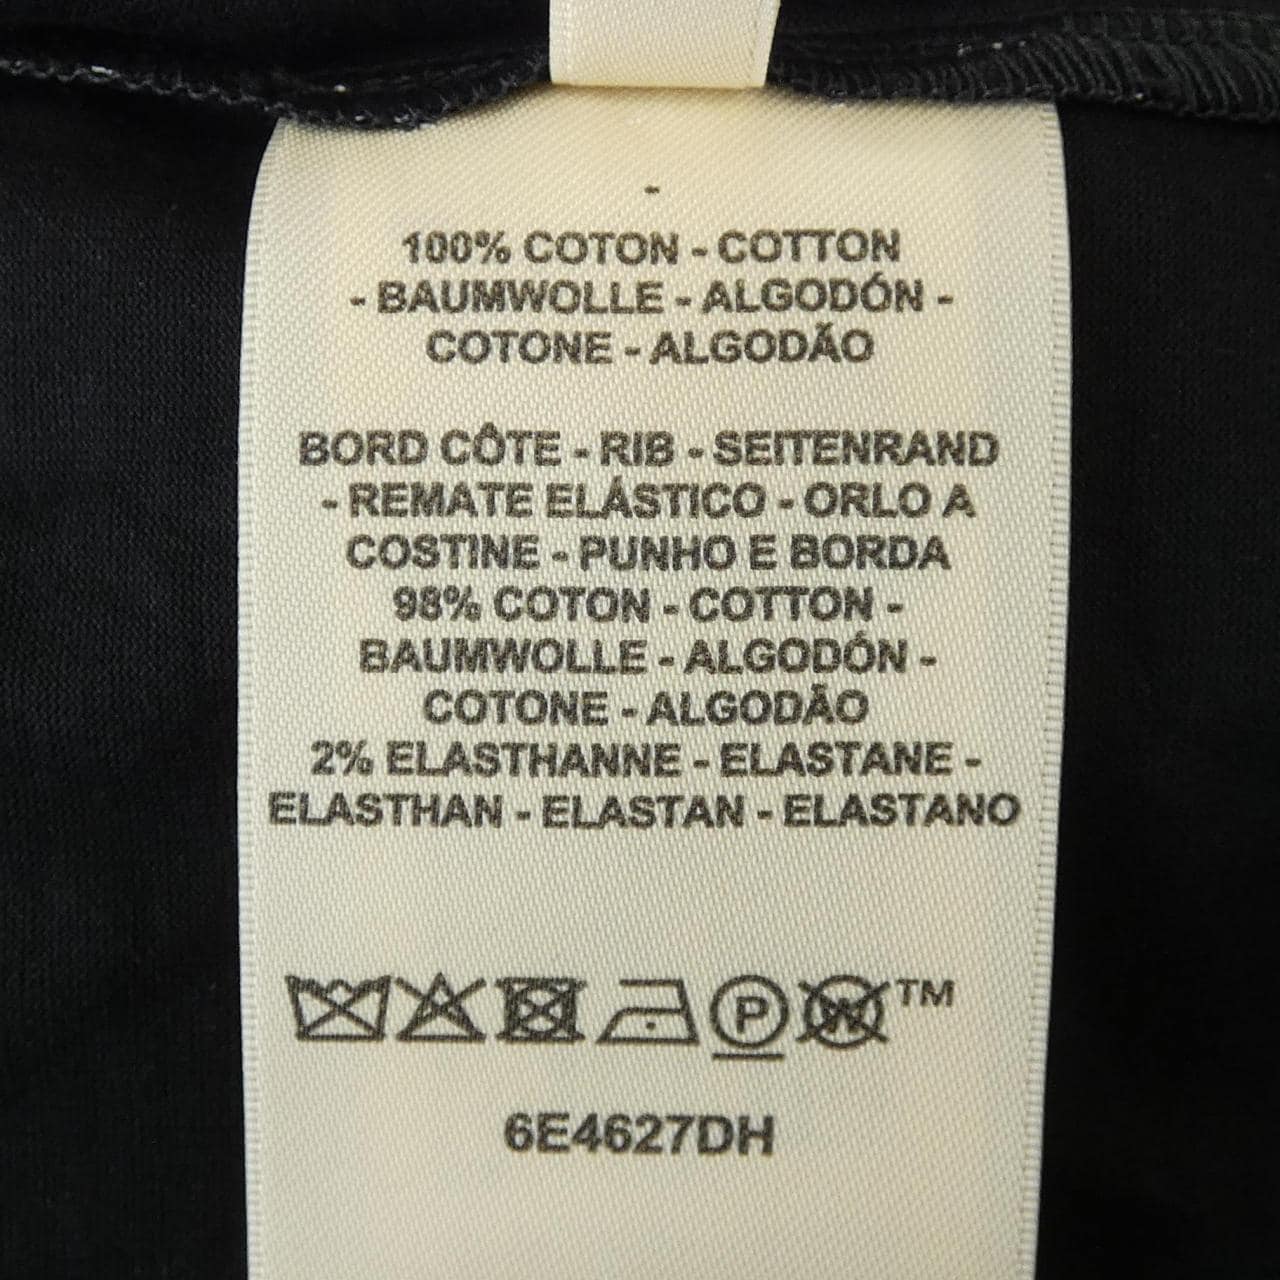 -
100% COTON - COTTON
- BAUMWOLLE - ALGODÓN -
COTONE - ALGODÃO
BORD CÔTE - RIB - SEITENRAND
- REMATE ELÁSTICO - ORLO A
COSTINE - PUNHO E BORDA
98% COTON - COTTON -
BAUMWOLLE - ALGODÓN -
COTONE - ALGODÃO
2% ELASTHANNE - ELASTANE -
ELASTHAN - ELASTAN - ELASTANO
P W TM
6E4627DH